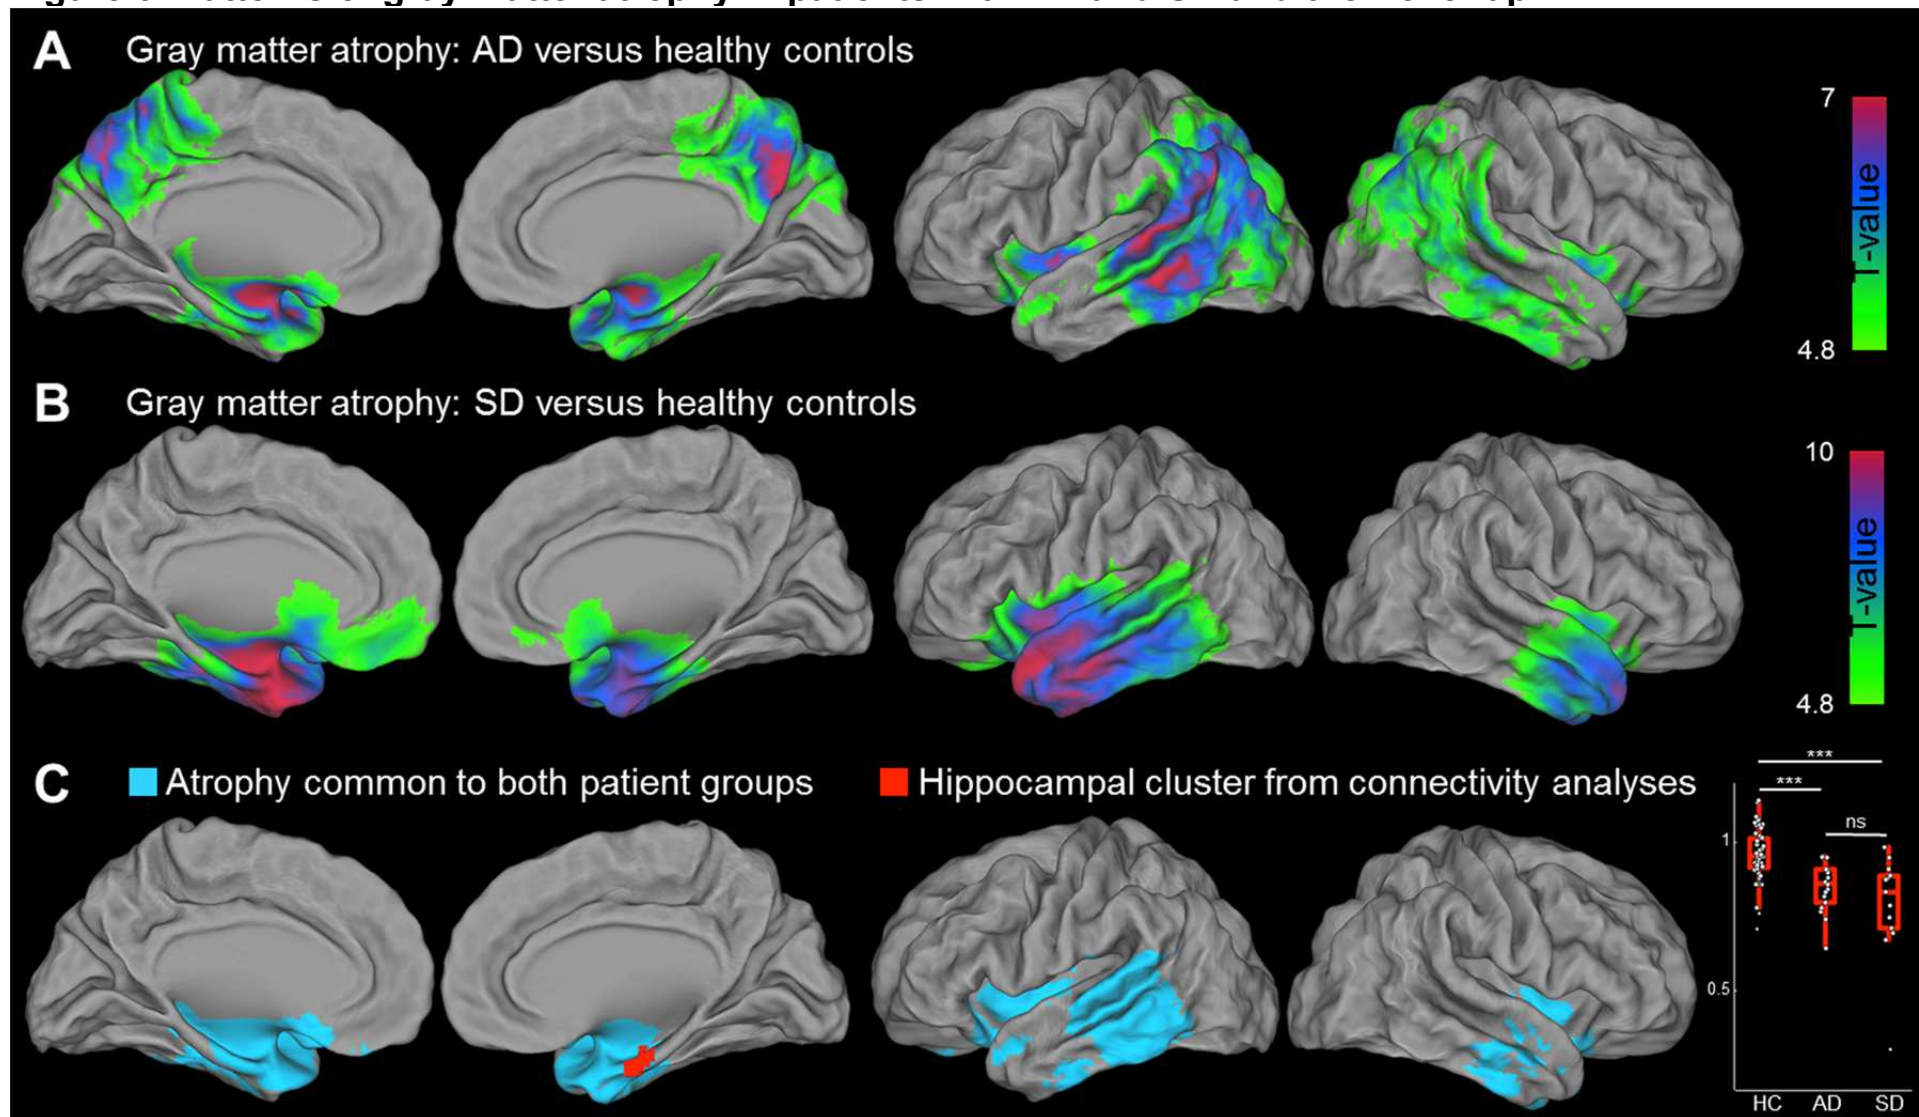 A Gray matter atrophy: AD versus healthy controls
7
T-value
4.8
B Gray matter atrophy: SD versus healthy controls
10
T-value
4.8
C Atrophy common to both patient groups Hippocampal cluster from connectivity analyses
***
***
ns
1
0.5
HC AD SD